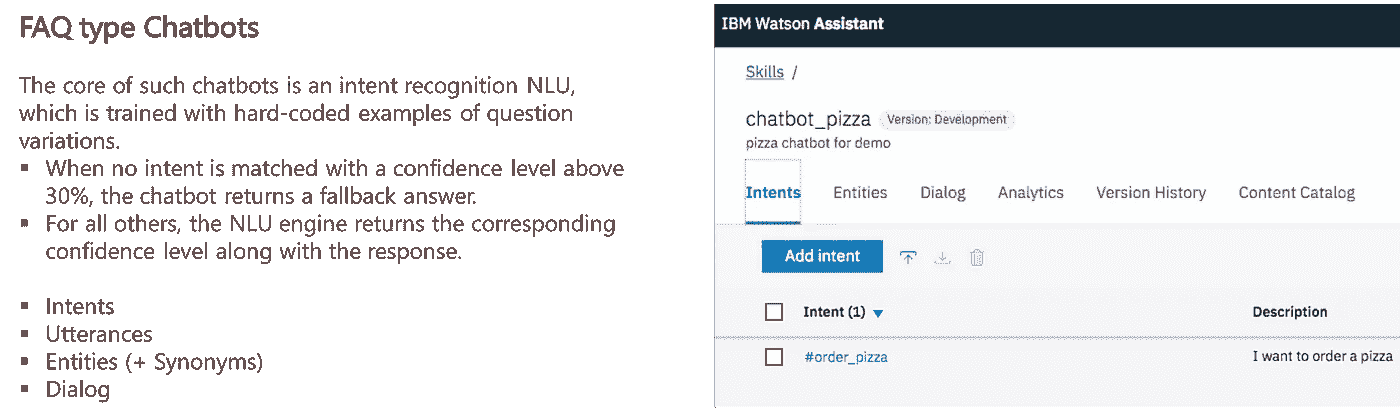 FAQ type Chatbots
The core of such chatbots is an intent recognition NLU,
which is trained with hard-coded examples of question
variations.
▪ When no intent is matched with a confidence level above
30%, the chatbot returns a fallback answer.
▪ For all others, the NLU engine returns the corresponding
confidence level along with the response.
▪ Intents
▪ Utterances
▪ Entities (+ Synonyms)
▪ Dialog
IBM Watson Assistant
Skills /
chatbot_pizza Version: Development
pizza chatbot for demo
Intents Entities Dialog Analytics Version History Content Catalog
Add intent
Intent (1) ▼ Description
#order_pizza I want to order a pizza